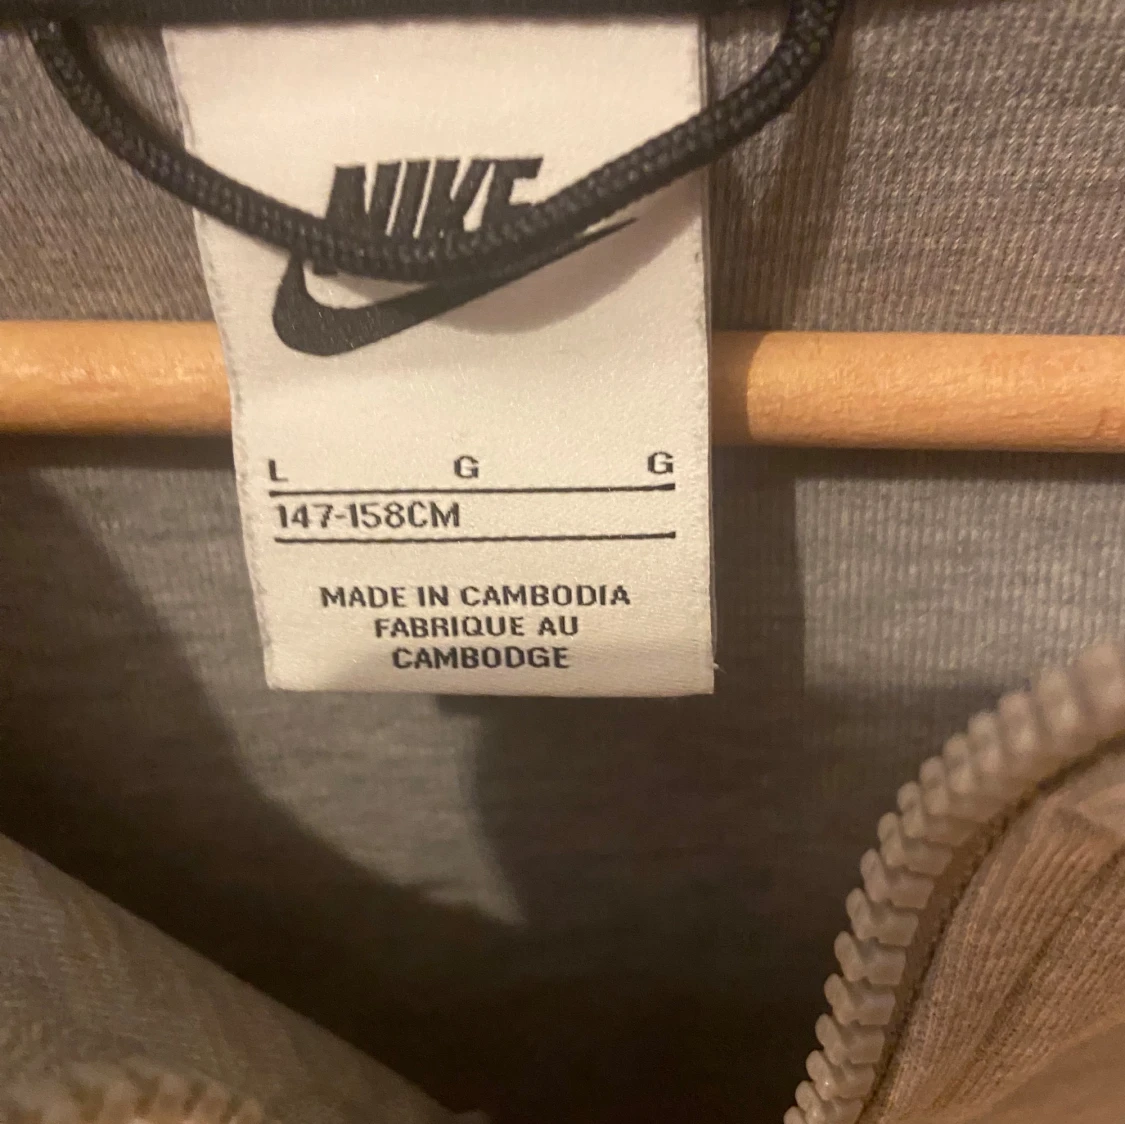 NIKE
L G G
147-158CM
MADE IN CAMBODIA
FABRIQUE AU
CAMBODGE